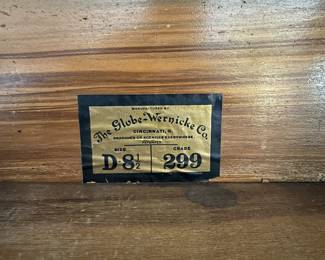 MANUFACTURED BY
The Globe-Wernicke Co.
CINCINNATI, O.
SIZE GRADE
D-8½ 299